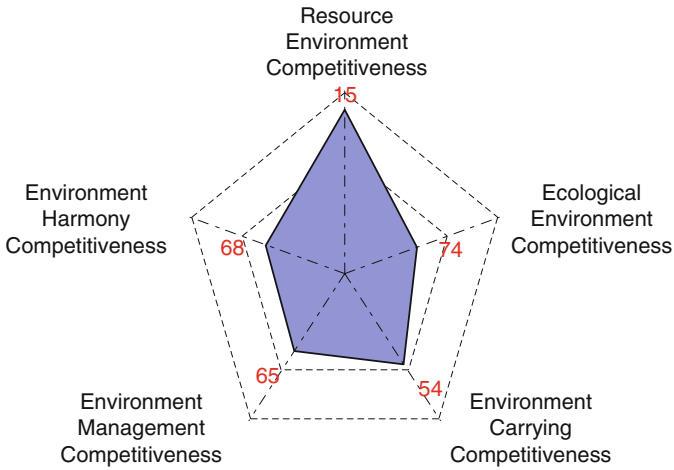 Resource
Environment
Competitiveness
15
Environment
Harmony
Competitiveness
68
Ecological
Environment
Competitiveness
74
65
54
Environment
Management
Competitiveness
Environment
Carrying
Competitiveness